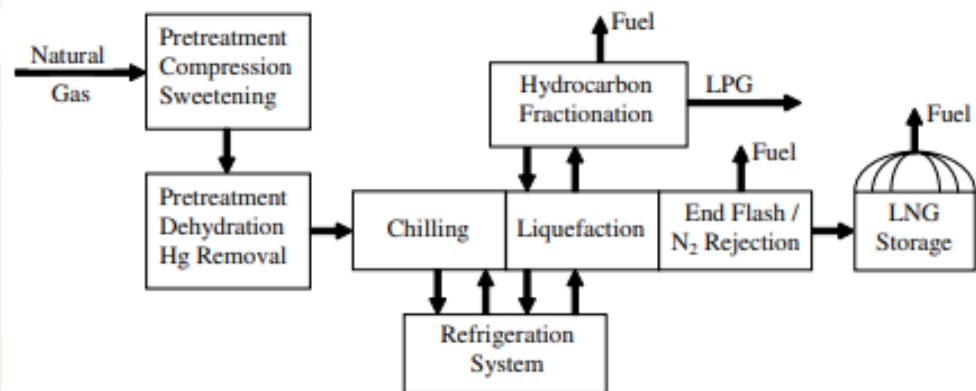 Natural
Gas
Pretreatment
Compression
Sweetening
Pretreatment
Dehydration
Hg Removal
Fuel
Hydrocarbon
Fractionation
LPG
Chilling
Liquefaction
Fuel
End Flash /
N₂ Rejection
Fuel
LNG
Storage
Refrigeration
System